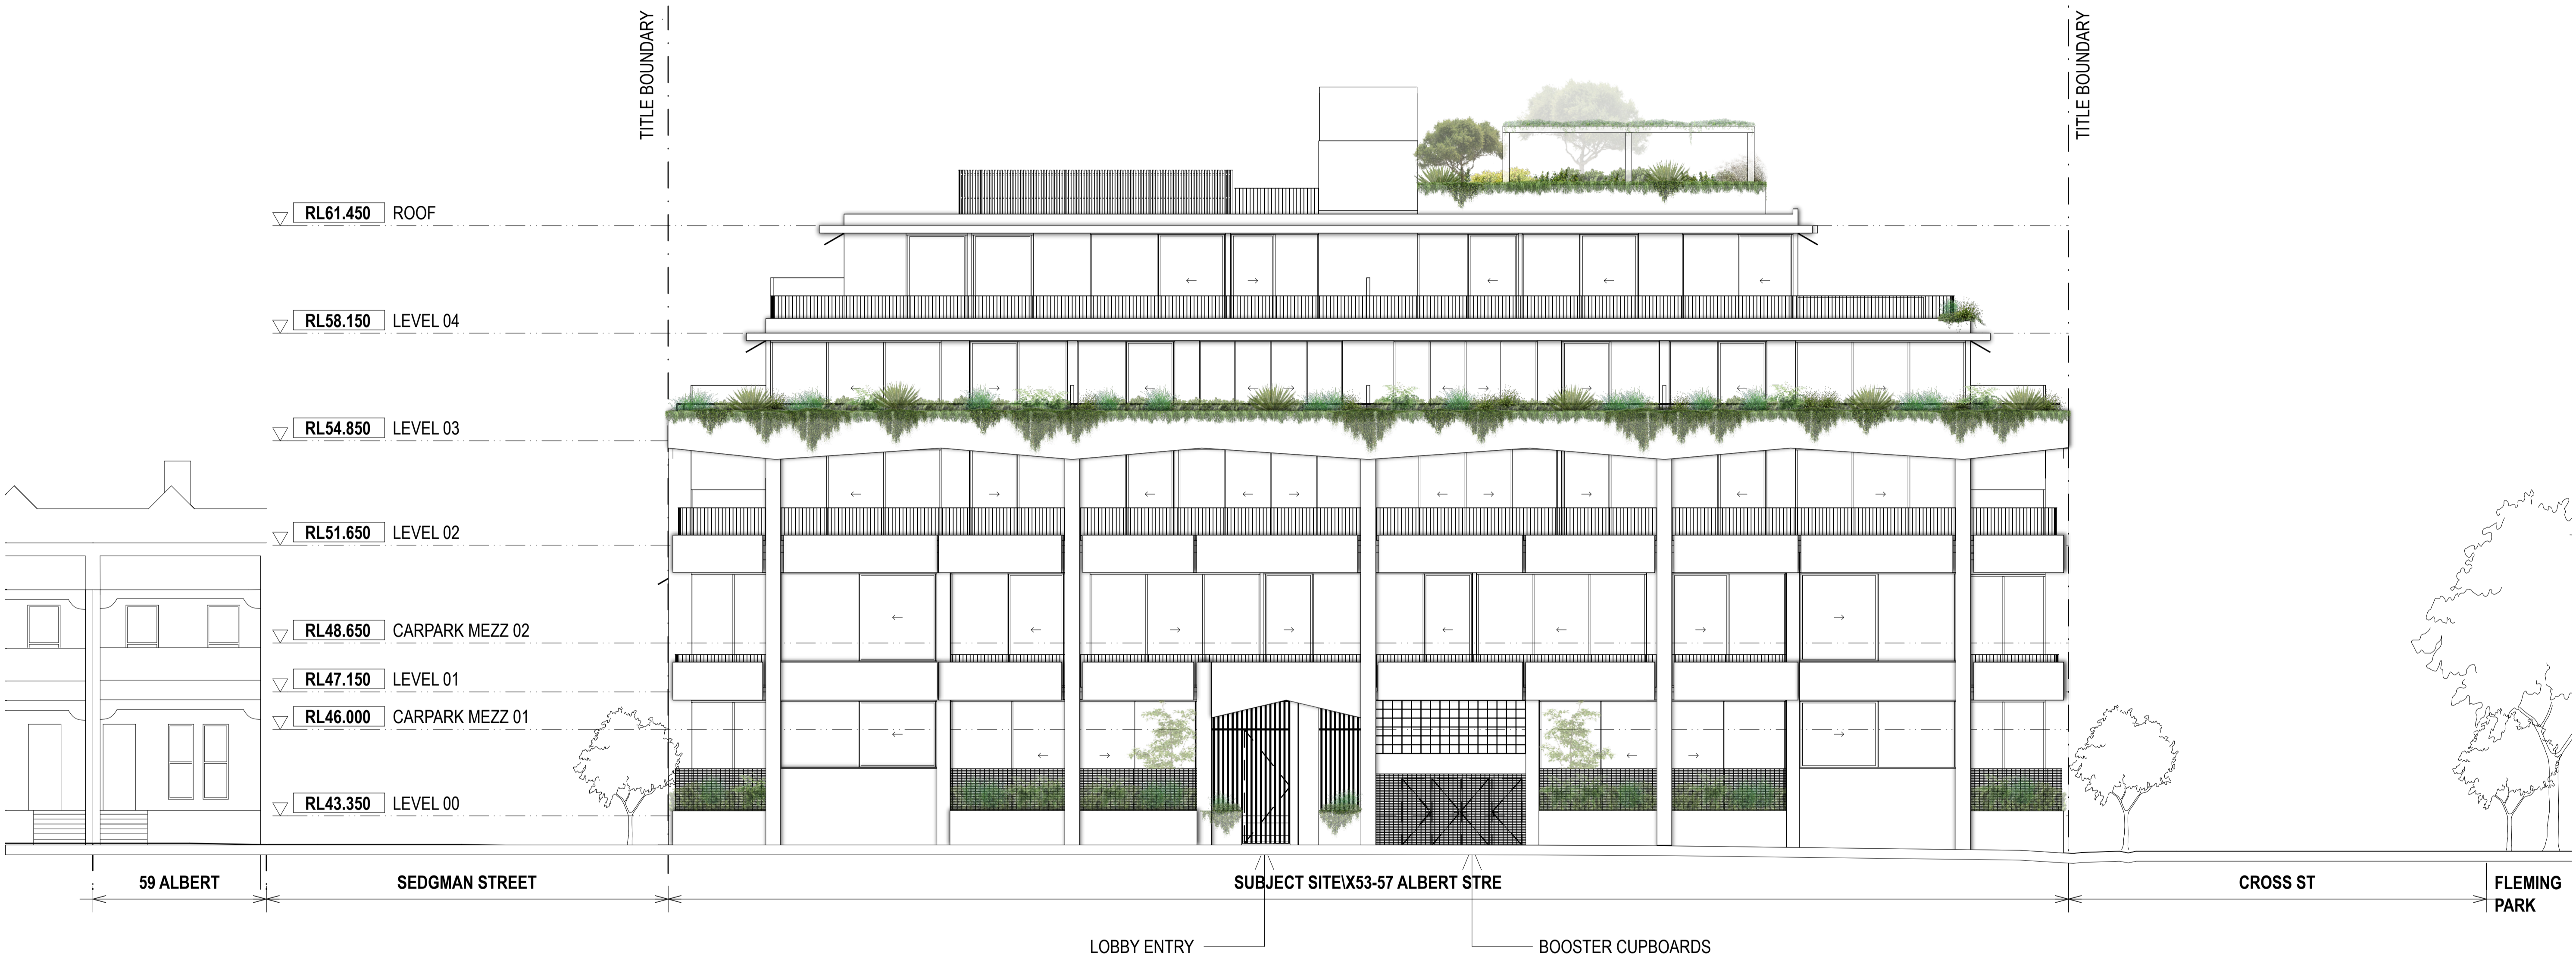 TITLE BOUNDARY
TITLE BOUNDARY
RL61.450 ROOF
RL58.150 LEVEL 04
RL54.850 LEVEL 03
RL51.650 LEVEL 02
RL48.650 CARPARK MEZZ 02
RL47.150 LEVEL 01
RL46.000 CARPARK MEZZ 01
RL43.350 LEVEL 00
59 ALBERT
SEDGMAN STREET
SUBJECT SITE\X53-57 ALBERT STRE
CROSS ST
FLEMING
PARK
LOBBY ENTRY
BOOSTER CUPBOARDS